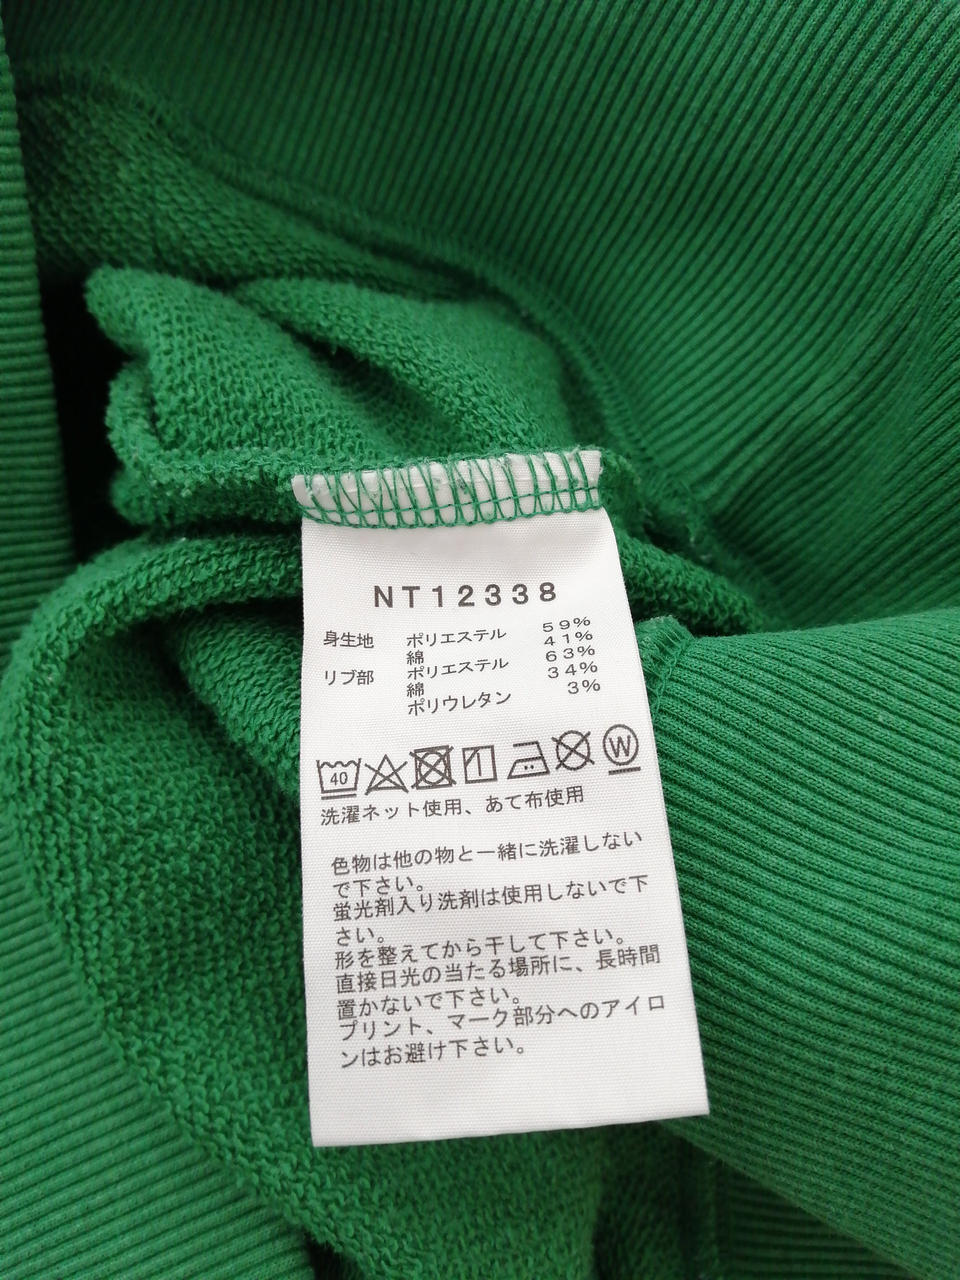 NT12338
身生地 ポリエステル 59%
綿 41%
リブ部 ポリエステル 63%
綿 34%
ポリウレタン 3%
40 W
洗濯ネット使用、あて布使用
色物は他の物と一緒に洗濯しない
で下さい。
蛍光剤入り洗剤は使用しないで下
さい。
形を整えてから干して下さい。
直接日光の当たる場所に、長時間
置かないで下さい。
プリント、マーク部分へのアイロ
ンはお避け下さい。